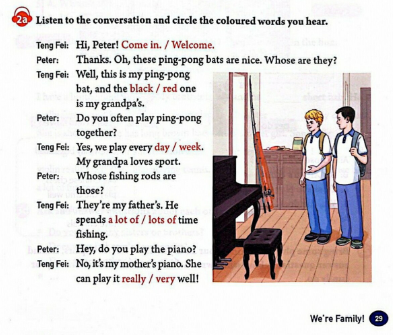 2a Listen to the conversation and circle the coloured words you hear.
Teng Fei: Hi, Peter! Come in. / Welcome.
Peter: Thanks. Oh, these ping-pong bats are nice. Whose are they?
Teng Fei: Well, this is my ping-pong
bat, and the black / red one
is my grandpa's.
Peter: Do you often play ping-pong
together?
Teng Fei: Yes, we play every day / week.
My grandpa loves sport.
Peter: Whose fishing rods are
those?
Teng Fei: They're my father's. He
spends a lot of / lots of time
fishing.
Peter: Hey, do you play the piano?
Teng Fei: No, it's my mother's piano. She
can play it really / very well!
We're Family! 29